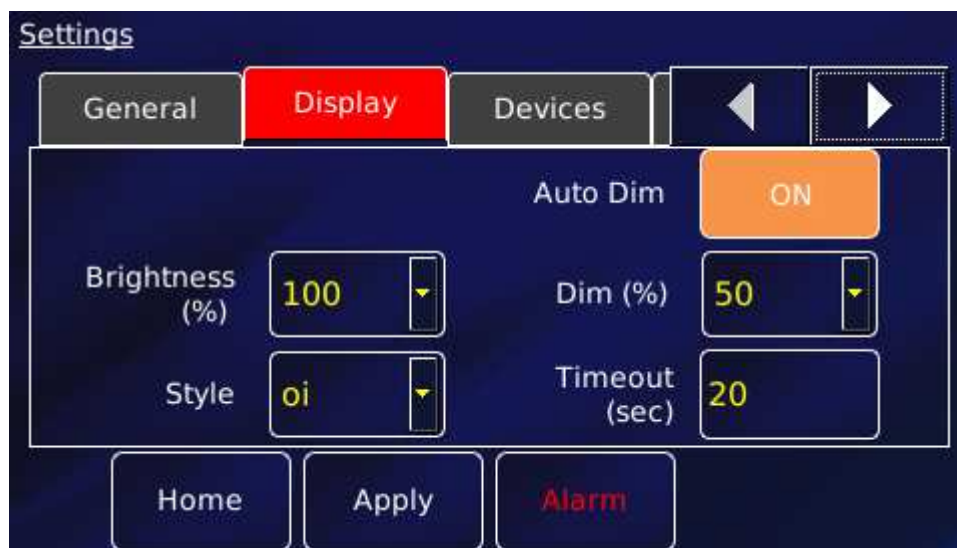 Settings
General Display Devices
Auto Dim ON
Brightness (%) 100 Dim (%) 50
Style oi Timeout (sec) 20
Home Apply Alarm